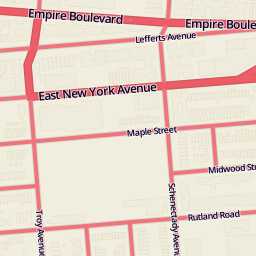 Empire Boulevard
Empire Boule
Lefferts Avenue
East New York Avenue
Maple Street
Midwood St
Rutland Road
Troy Avenue
Schenectady Aven